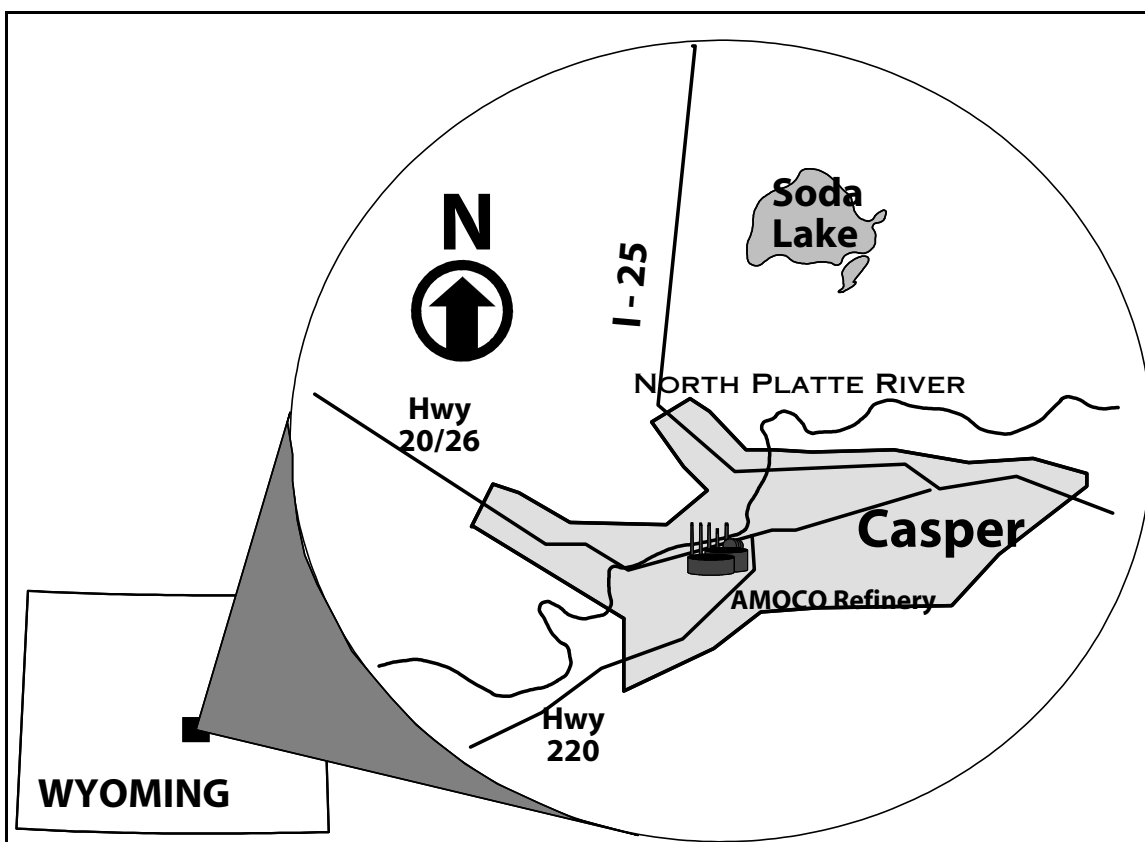 Soda
Lake
N
I - 25
NORTH PLATTE RIVER
Hwy
20/26
Casper
AMOCO Refinery
Hwy
220
WYOMING